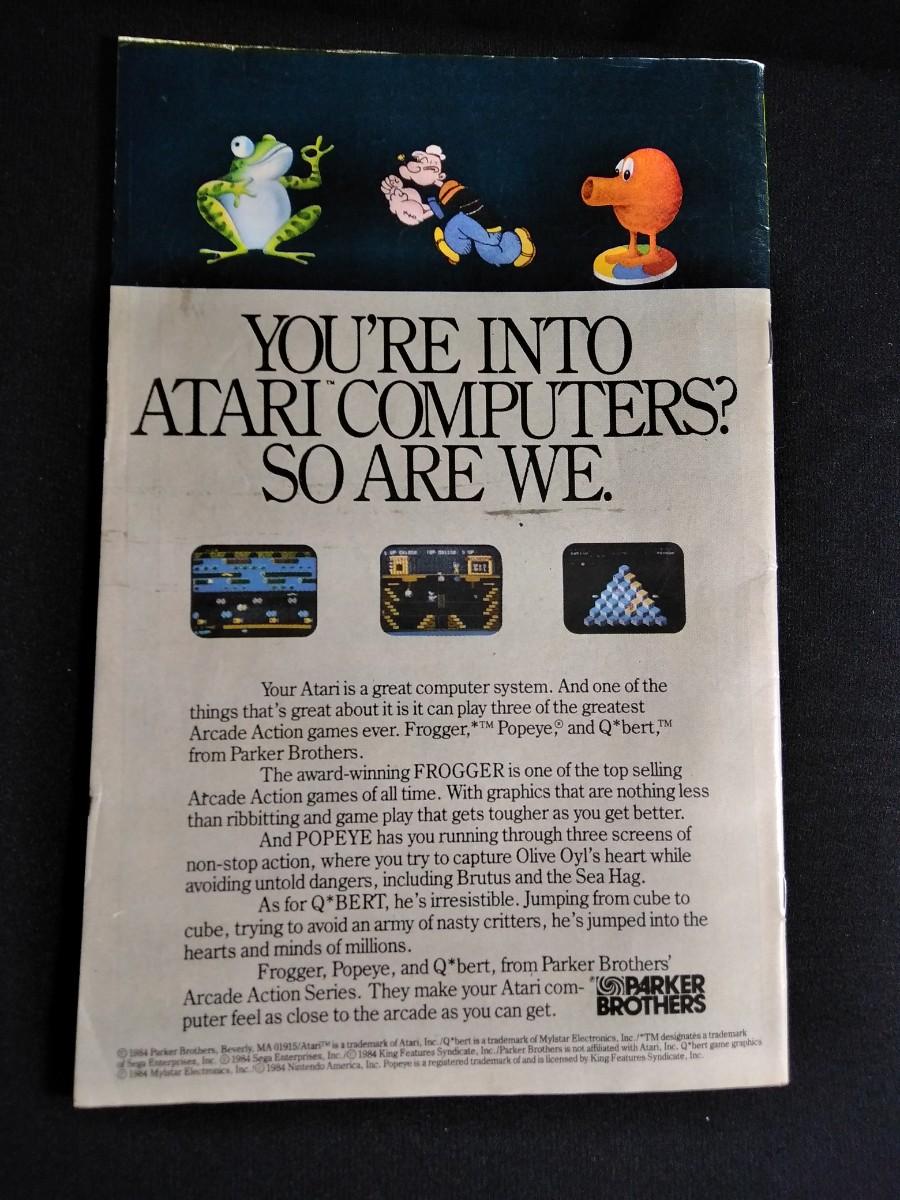 YOU'RE INTO
ATARI™ COMPUTERS?
SO ARE WE.
Your Atari is a great computer system. And one of the
things that's great about it is it can play three of the greatest
Arcade Action games ever. Frogger,*™ Popeye,® and Q*bert,™
from Parker Brothers.
The award-winning FROGGER is one of the top selling
Arcade Action games of all time. With graphics that are nothing less
than ribbitting and game play that gets tougher as you get better.
And POPEYE has you running through three screens of
non-stop action, where you try to capture Olive Oyl's heart while
avoiding untold dangers, including Brutus and the Sea Hag.
As for Q*BERT, he's irresistible. Jumping from cube to
cube, trying to avoid an army of nasty critters, he's jumped into the
hearts and minds of millions.
Frogger, Popeye, and Q*bert, from Parker Brothers'
Arcade Action Series. They make your Atari com-
puter feel as close to the arcade as you can get.
PARKER
BROTHERS
© 1984 Parker Brothers, Beverly, MA 01915/Atari™ is a trademark of Atari, Inc./Q*bert is a trademark of Mylstar Electronics, Inc./*TM designates a trademark
of Sega Enterprises, Inc. © 1984 Sega Enterprises, Inc./© 1984 King Features Syndicate, Inc./Parker Brothers is not affiliated with Atari, Inc. Q*bert game graphics
© 1984 Mylstar Electronics, Inc./© 1984 Nintendo America, Inc. Popeye is a registered trademark of and is licensed by King Features Syndicate, Inc.